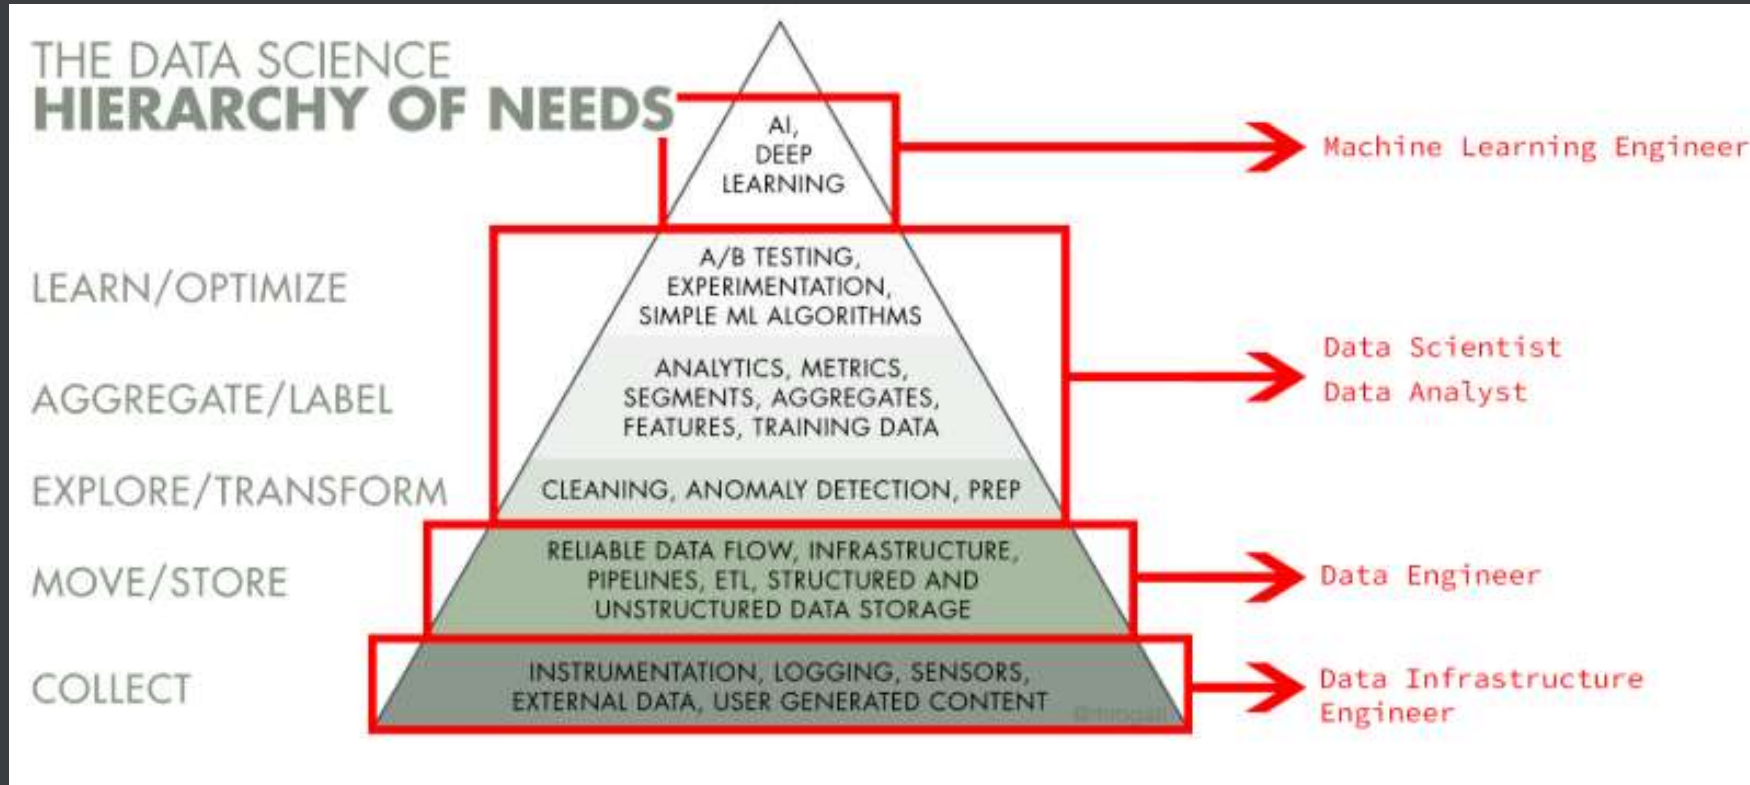 THE DATA SCIENCE
HIERARCHY OF NEEDS
AI,
DEEP
LEARNING
Machine Learning Engineer
LEARN/OPTIMIZE
A/B TESTING,
EXPERIMENTATION,
SIMPLE ML ALGORITHMS
AGGREGATE/LABEL
ANALYTICS, METRICS,
SEGMENTS, AGGREGATES,
FEATURES, TRAINING DATA
Data Scientist
Data Analyst
EXPLORE/TRANSFORM
CLEANING, ANOMALY DETECTION, PREP
MOVE/STORE
RELIABLE DATA FLOW, INFRASTRUCTURE,
PIPELINES, ETL, STRUCTURED AND
UNSTRUCTURED DATA STORAGE
Data Engineer
COLLECT
INSTRUMENTATION, LOGGING, SENSORS,
EXTERNAL DATA, USER GENERATED CONTENT
Data Infrastructure
Engineer